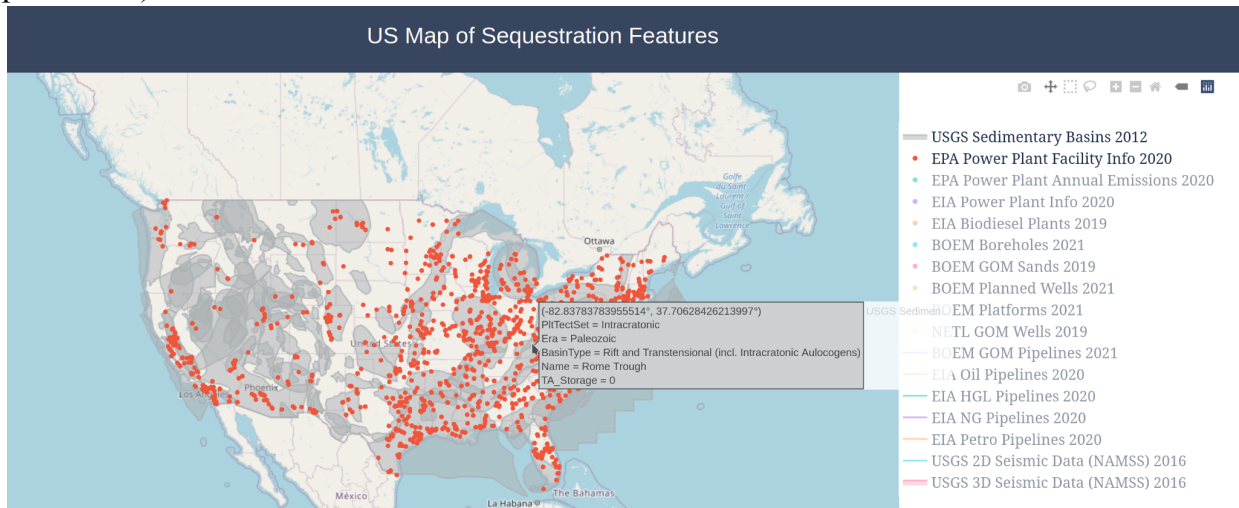 US Map of Sequestration Features
USGS Sedimentary Basins 2012
EPA Power Plant Facility Info 2020
EPA Power Plant Annual Emissions 2020
EIA Power Plant Info 2020
EIA Biodiesel Plants 2019
BOEM Boreholes 2021
BOEM GOM Sands 2019
BOEM Planned Wells 2021
BOEM Platforms 2021
NETL GOM Wells 2019
BOEM GOM Pipelines 2021
EIA Oil Pipelines 2020
EIA HGL Pipelines 2020
EIA NG Pipelines 2020
EIA Petro Pipelines 2020
USGS 2D Seismic Data (NAMSS) 2016
USGS 3D Seismic Data (NAMSS) 2016
Golfe
du Saint
Laurent /
Gulf of
Saint
Lawrence
Ottawa
(-82.83783783955514°, 37.70628426213997°)
PltTectSet = Intracratonic
Era = Paleozoic
BasinType = Rift and Transtensional (incl. Intracratonic Aulocogens)
Name = Rome Trough
TA_Storage = 0
USGS Sedimen
United States
Phoenix
Los Angeles
México
La Habana
The Bahamas